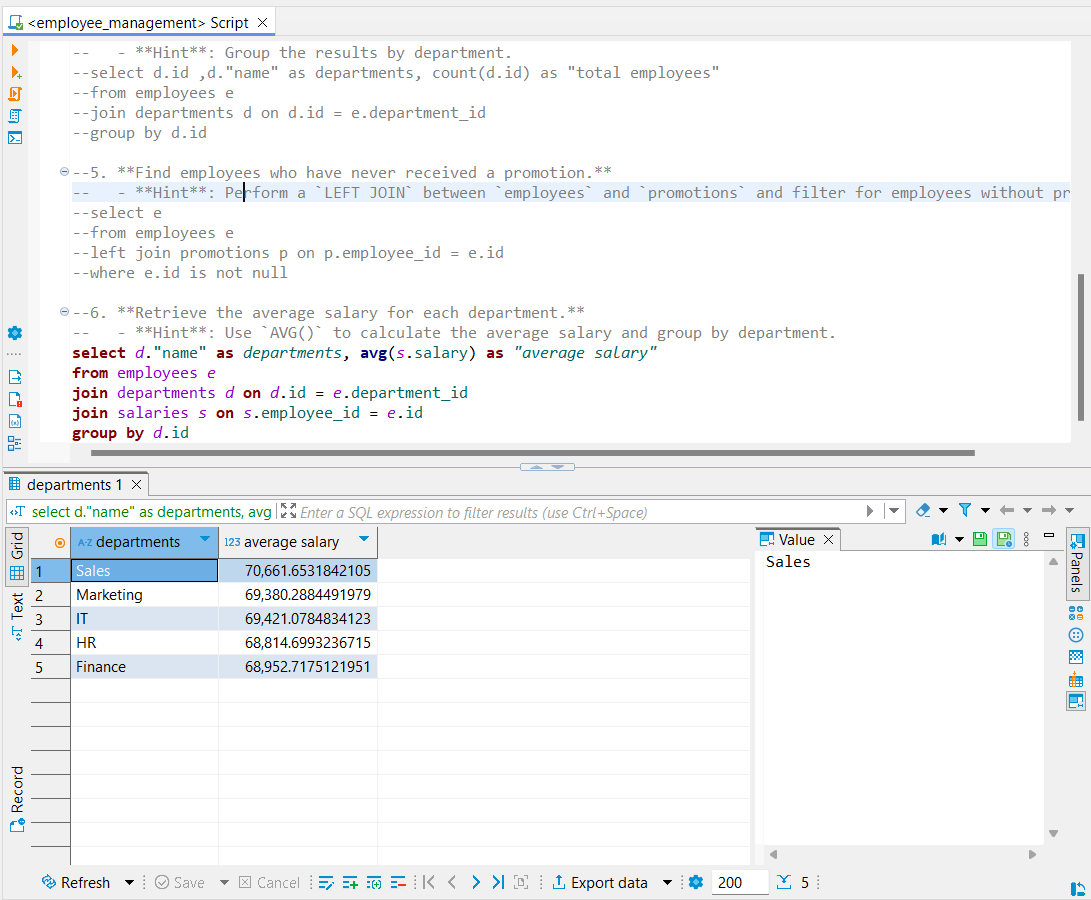 <employee_management> Script
--   - **Hint**: Group the results by department.
--select d.id ,d."name" as departments, count(d.id) as "total employees"
--from employees e
--join departments d on d.id = e.department_id
--group by d.id
--5. **Find employees who have never received a promotion.**
--   - **Hint**: Perform a `LEFT JOIN` between `employees` and `promotions` and filter for employees without pr
--select e
--from employees e
--left join promotions p on p.employee_id = e.id
--where e.id is not null
--6. **Retrieve the average salary for each department.**
--   - **Hint**: Use `AVG()` to calculate the average salary and group by department.
select d."name" as departments, avg(s.salary) as "average salary"
from employees e
join departments d on d.id = e.department_id
join salaries s on s.employee_id = e.id
group by d.id
departments 1
select d."name" as departments, avg Enter a SQL expression to filter results (use Ctrl+Space)
Grid
Text
Record
A-Z departments 123 average salary
1 Sales 70,661.6531842105
2 Marketing 69,380.2884491979
3 IT 69,421.0784834123
4 HR 68,814.6993236715
5 Finance 68,952.7175121951
Value
Sales
Panels
Refresh Save Cancel Export data 200 5